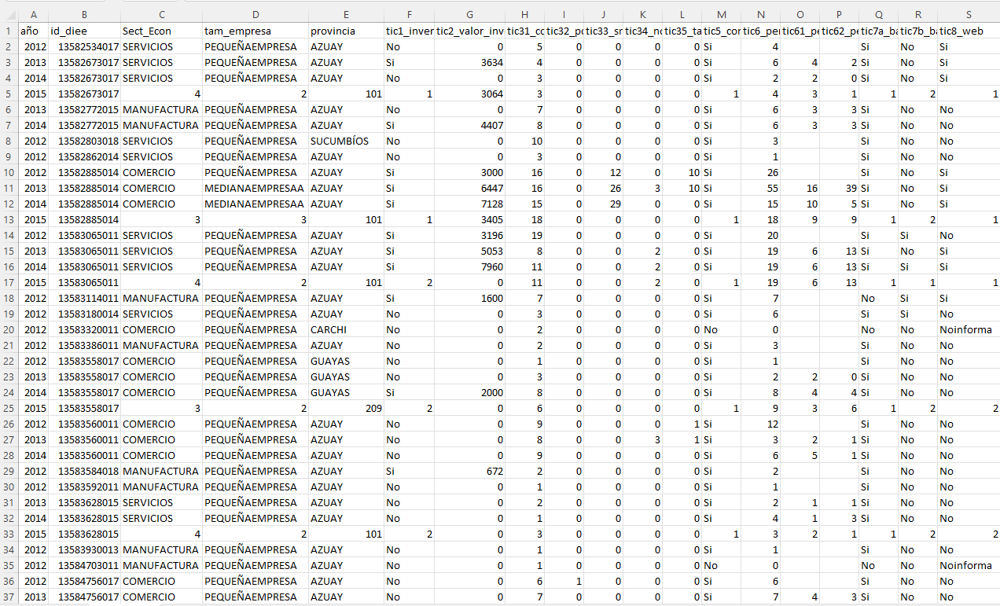 A B C D E F G H I J K L M N O P Q R S
1 año id_diee Sect_Econ tam_empresa provincia tic1_inver tic2_valor_inv tic31_co tic32_po tic33_sr tic34_no tic35_ta tic5_con tic6_per tic61_pe tic62_pe tic7a_ba tic7b_ba tic8_web
2 2012 13582534017 SERVICIOS PEQUEÑAEMPRESA AZUAY No 0 5 0 0 0 0 Si 4 Si No Si
3 2013 13582673017 SERVICIOS PEQUEÑAEMPRESA AZUAY Si 3634 4 0 0 0 0 Si 6 4 2 Si No Si
4 2014 13582673017 SERVICIOS PEQUEÑAEMPRESA AZUAY No 0 3 0 0 0 0 Si 2 2 0 Si No Si
5 2015 13582673017 4 2 101 1 3064 3 0 0 0 0 1 4 3 1 1 2 1
6 2013 13582772015 MANUFACTURA PEQUEÑAEMPRESA AZUAY No 0 7 0 0 0 0 Si 6 3 3 Si No No
7 2014 13582772015 MANUFACTURA PEQUEÑAEMPRESA AZUAY Si 4407 8 0 0 0 0 Si 6 3 3 Si No No
8 2012 13582803018 SERVICIOS PEQUEÑAEMPRESA SUCUMBÍOS No 0 10 0 0 0 0 Si 3 Si No No
9 2012 13582862014 SERVICIOS PEQUEÑAEMPRESA AZUAY No 0 3 0 0 0 0 Si 1 Si No No
10 2012 13582885014 COMERCIO PEQUEÑAEMPRESA AZUAY Si 3000 16 0 12 0 10 Si 26 Si No Si
11 2013 13582885014 COMERCIO MEDIANAEMPRESAA AZUAY Si 6447 16 0 26 3 10 Si 55 16 39 Si No Si
12 2014 13582885014 COMERCIO MEDIANAEMPRESAA AZUAY Si 7128 15 0 29 0 0 Si 15 10 5 Si No Si
13 2015 13582885014 3 3 101 1 3405 18 0 0 0 0 1 18 9 9 1 2 1
14 2012 13583065011 SERVICIOS PEQUEÑAEMPRESA AZUAY Si 3196 19 0 0 0 0 Si 20 Si Si No
15 2013 13583065011 SERVICIOS PEQUEÑAEMPRESA AZUAY Si 5053 8 0 0 2 0 Si 19 6 13 Si No Si
16 2014 13583065011 SERVICIOS PEQUEÑAEMPRESA AZUAY Si 7960 11 0 0 2 0 Si 19 6 13 Si Si Si
17 2015 13583065011 4 2 101 2 0 11 0 0 2 0 1 19 6 13 1 1 1
18 2012 13583114011 MANUFACTURA PEQUEÑAEMPRESA AZUAY Si 1600 7 0 0 0 0 Si 7 No Si Si
19 2012 13583180014 SERVICIOS PEQUEÑAEMPRESA AZUAY No 0 3 0 0 0 0 Si 6 Si Si No
20 2012 13583320011 COMERCIO PEQUEÑAEMPRESA CARCHI No 0 2 0 0 0 0 No 0 No No Noinforma
21 2012 13583386011 MANUFACTURA PEQUEÑAEMPRESA AZUAY No 0 2 0 0 0 0 Si 3 Si No No
22 2012 13583558017 COMERCIO PEQUEÑAEMPRESA GUAYAS No 0 1 0 0 0 0 Si 1 Si No No
23 2013 13583558017 COMERCIO PEQUEÑAEMPRESA GUAYAS No 0 3 0 0 0 0 Si 2 2 0 Si No No
24 2014 13583558017 COMERCIO PEQUEÑAEMPRESA GUAYAS Si 2000 8 0 0 0 0 Si 8 4 4 Si No No
25 2015 13583558017 3 2 209 2 0 6 0 0 0 0 1 9 3 6 1 2 2
26 2012 13583560011 COMERCIO PEQUEÑAEMPRESA AZUAY No 0 9 0 0 0 1 Si 12 Si No No
27 2013 13583560011 COMERCIO PEQUEÑAEMPRESA AZUAY No 0 8 0 0 3 1 Si 3 2 1 Si No No
28 2014 13583560011 COMERCIO PEQUEÑAEMPRESA AZUAY No 0 9 0 0 0 0 Si 6 5 1 Si No No
29 2012 13583584018 MANUFACTURA PEQUEÑAEMPRESA AZUAY Si 672 2 0 0 0 0 Si 2 Si No No
30 2012 13583592011 MANUFACTURA PEQUEÑAEMPRESA AZUAY No 0 1 0 0 0 0 Si 1 Si No No
31 2013 13583628015 SERVICIOS PEQUEÑAEMPRESA AZUAY No 0 2 0 0 0 0 Si 2 1 1 Si No No
32 2014 13583628015 SERVICIOS PEQUEÑAEMPRESA AZUAY No 0 1 0 0 0 0 Si 4 1 3 Si No No
33 2015 13583628015 4 2 101 2 0 3 0 0 0 0 1 3 2 1 1 2 2
34 2012 13583930013 MANUFACTURA PEQUEÑAEMPRESA AZUAY No 0 1 0 0 0 0 Si 1 Si No No
35 2012 13584703011 MANUFACTURA PEQUEÑAEMPRESA AZUAY No 0 1 0 0 0 0 No 0 No No Noinforma
36 2012 13584756017 COMERCIO PEQUEÑAEMPRESA AZUAY No 0 6 1 0 0 0 Si 6 Si No No
37 2013 13584756017 COMERCIO PEQUEÑAEMPRESA AZUAY No 0 7 0 0 0 0 Si 7 4 3 Si No No